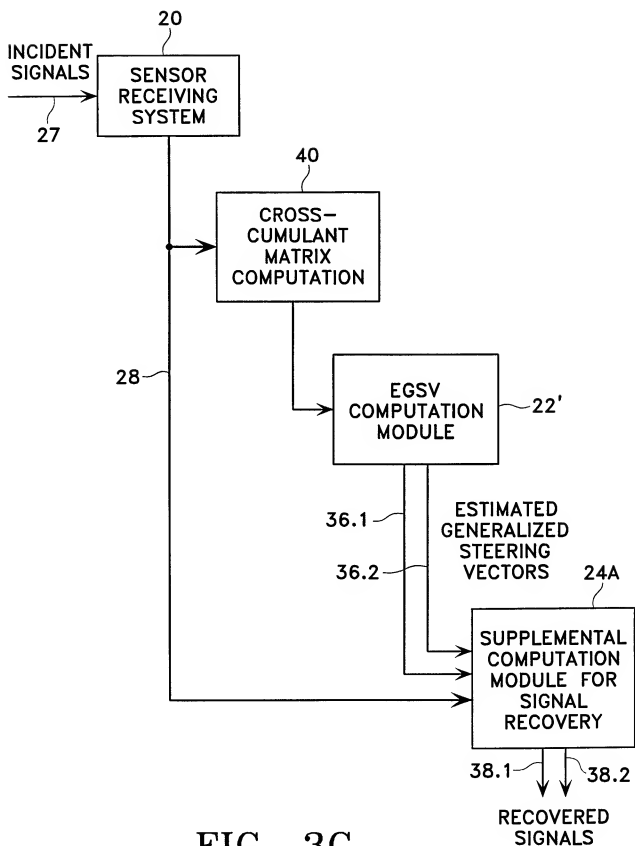 20
INCIDENT
SIGNALS
27
SENSOR
RECEIVING
SYSTEM
40
CROSS-
CUMULANT
MATRIX
COMPUTATION
28
EGSV
COMPUTATION
MODULE
22'
36.1
36.2
ESTIMATED
GENERALIZED
STEERING
VECTORS
24A
SUPPLEMENTAL
COMPUTATION
MODULE FOR
SIGNAL
RECOVERY
38.1
38.2
RECOVERED
SIGNALS
FIG. 3C